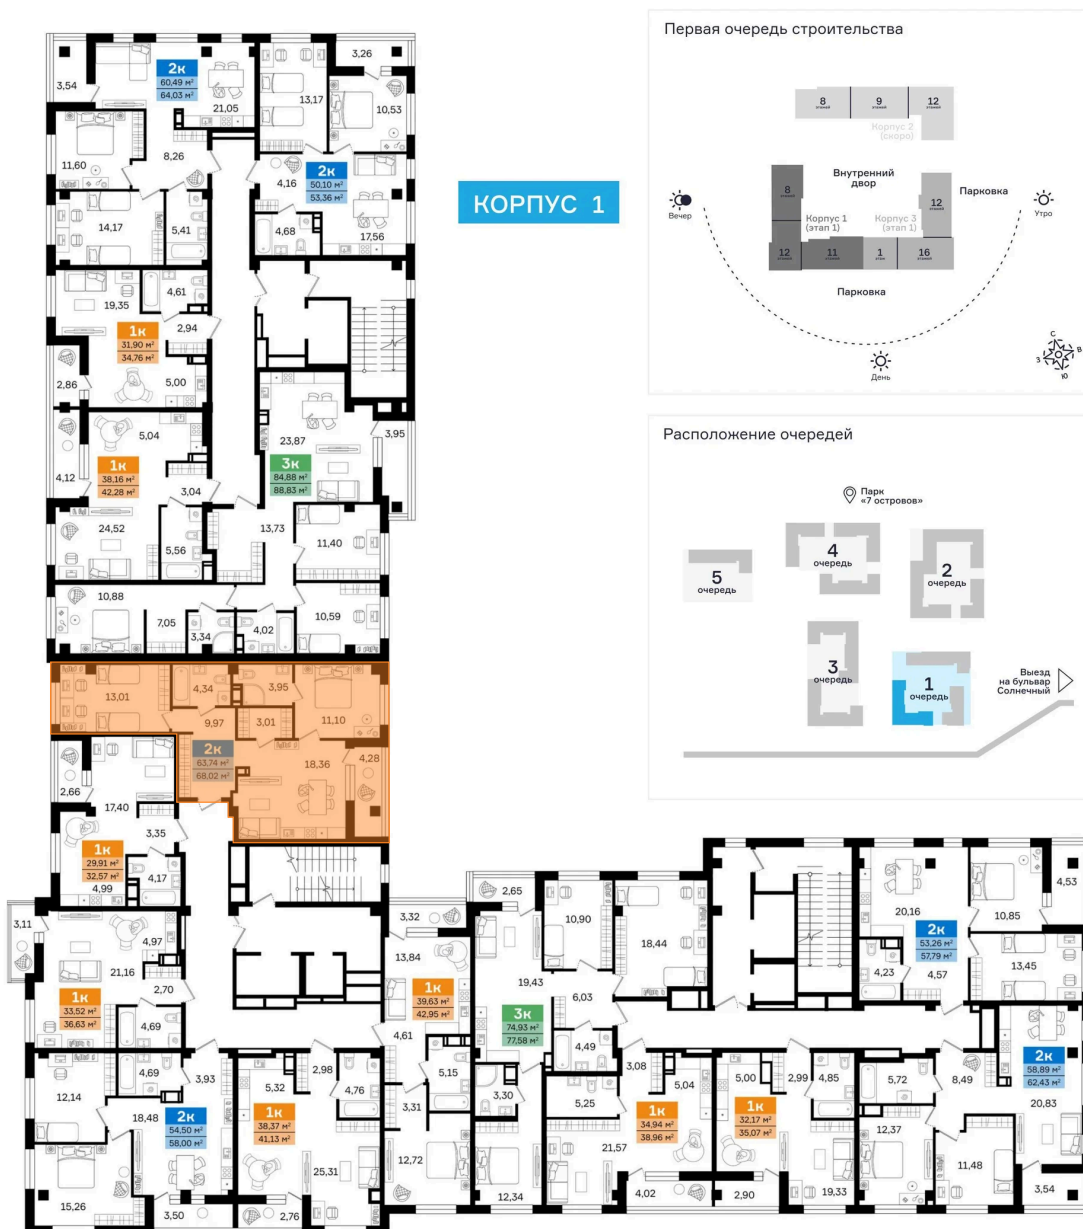 Первая очередь строительства
8
этажей
9
этажей
12
этажей
Корпус 2
(скоро)
Внутренний
двор
8
этажей
12
этажей
Парковка
Корпус 1
(этап 1)
Корпус 3
(этап 1)
Вечер
Утро
12
этажей
11
этажей
1
этаж
16
этажей
Парковка
День
С
В
Ю
З
КОРПУС 1
Расположение очередей
Парк
«7 островов»
5
очередь
4
очередь
2
очередь
3
очередь
1
очередь
Выезд
на бульвар
Солнечный
3,54
2к
60,49 м²
64,03 м²
21,05
13,17
3,26
10,53
11,60
8,26
4,16
2к
50,10 м²
53,36 м²
14,17
5,41
4,68
17,56
19,35
4,61
1к
31,90 м²
34,76 м²
2,94
2,86
5,00
5,04
23,87
3,95
4,12
1к
38,16 м²
42,28 м²
3,04
3к
84,88 м²
88,83 м²
24,52
5,56
13,73
11,40
10,88
7,05
3,34
4,02
10,59
13,01
4,34
3,95
11,10
9,97
3,01
2к
63,74 м²
68,02 м²
18,36
4,28
2,66
17,40
3,35
1к
29,91 м²
32,57 м²
4,99
4,17
3,11
4,97
21,16
2,70
1к
33,52 м²
36,63 м²
4,69
3,32
13,84
1к
39,63 м²
42,95 м²
4,61
5,15
2,65
10,90
18,44
19,43
6,03
3к
74,93 м²
77,58 м²
4,49
20,16
2к
53,26 м²
57,79 м²
10,85
4,53
4,23
4,57
13,45
12,14
4,69
3,93
18,48
2к
54,50 м²
58,00 м²
15,26
3,50
5,32
2,98
4,76
1к
38,37 м²
41,13 м²
25,31
2,76
3,31
12,72
3,30
12,34
5,25
3,08
5,04
1к
34,94 м²
38,96 м²
21,57
4,02
5,00
2,99
4,85
1к
32,17 м²
35,07 м²
2,90
19,33
5,72
8,49
2к
58,89 м²
62,43 м²
20,83
12,37
11,48
3,54